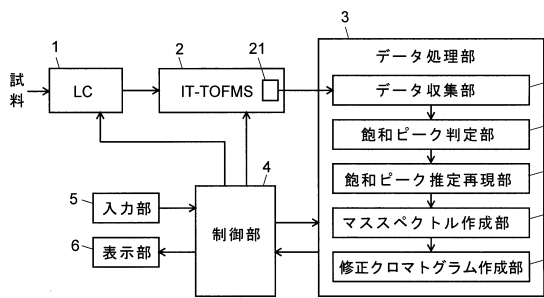 試料
1
LC
2
21
IT-TOFMS
3
データ処理部
データ収集部
飽和ピーク判定部
飽和ピーク推定再現部
マススペクトル作成部
修正クロマトグラム作成部
4
制御部
5
入力部
6
表示部